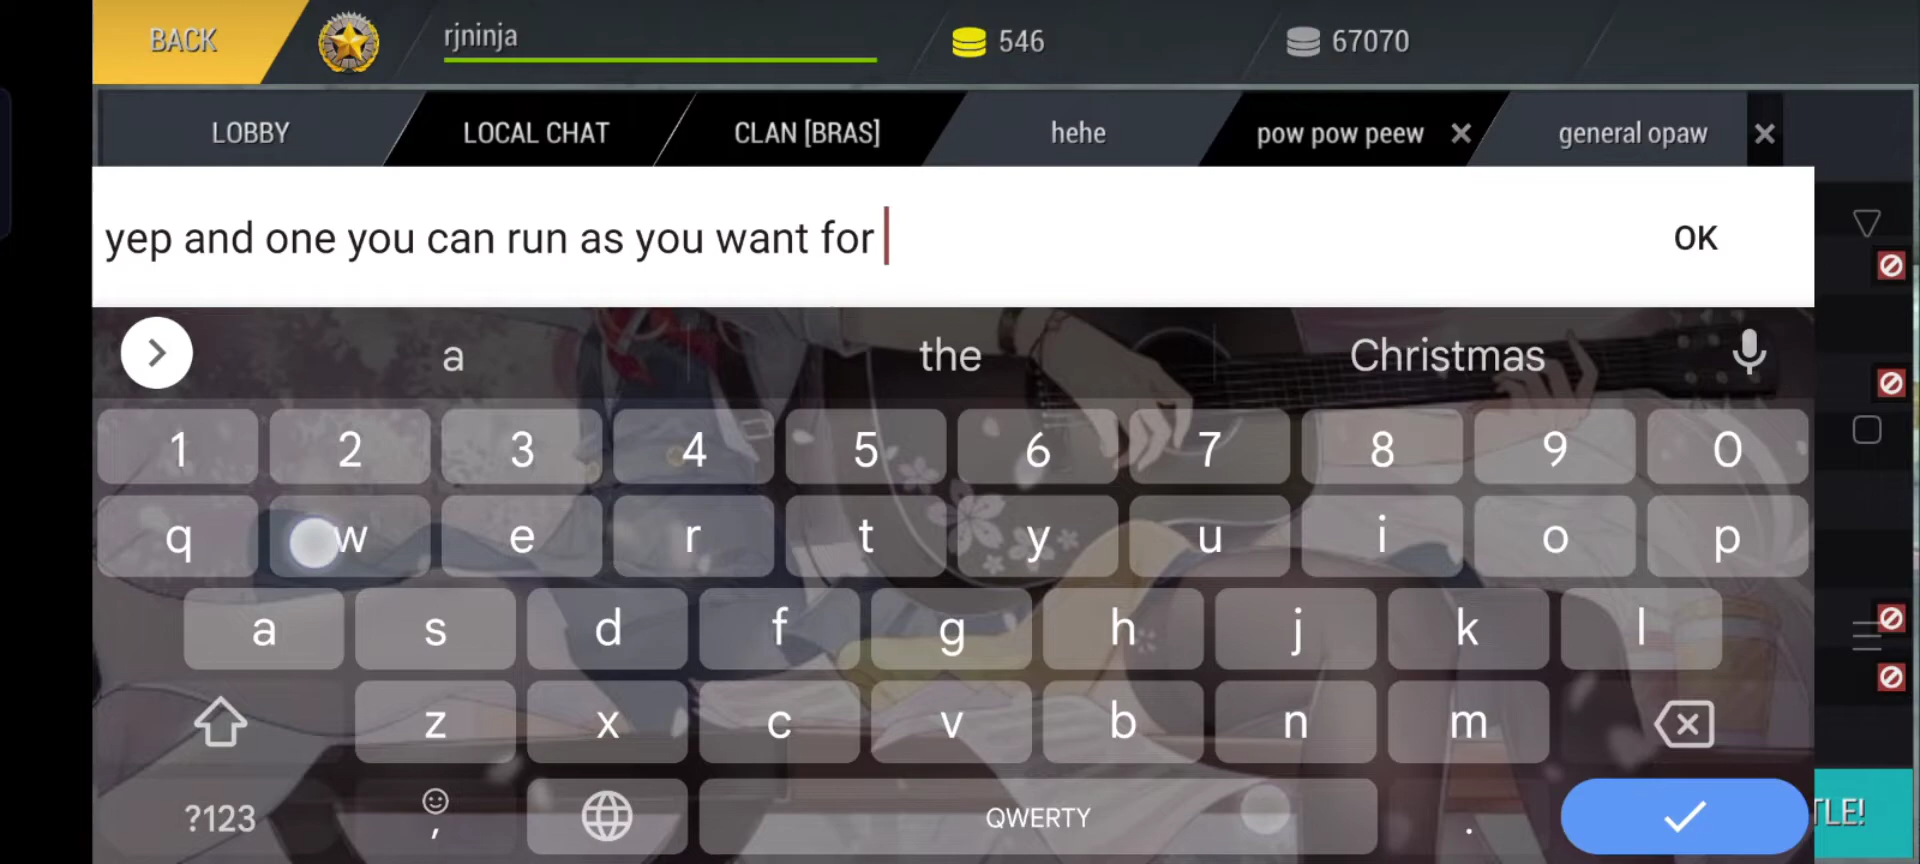 BACK
rjninja
546
67070
LOBBY
LOCAL CHAT
CLAN [BRAS]
hehe
pow pow peew
general opaw
yep and one you can run as you want for
OK
a
the
Christmas
1 2 3 4 5 6 7 8 9 0
q w e r t y u i o p
a s d f g h j k l
z x c v b n m
?123
,
QWERTY
.
TLE!